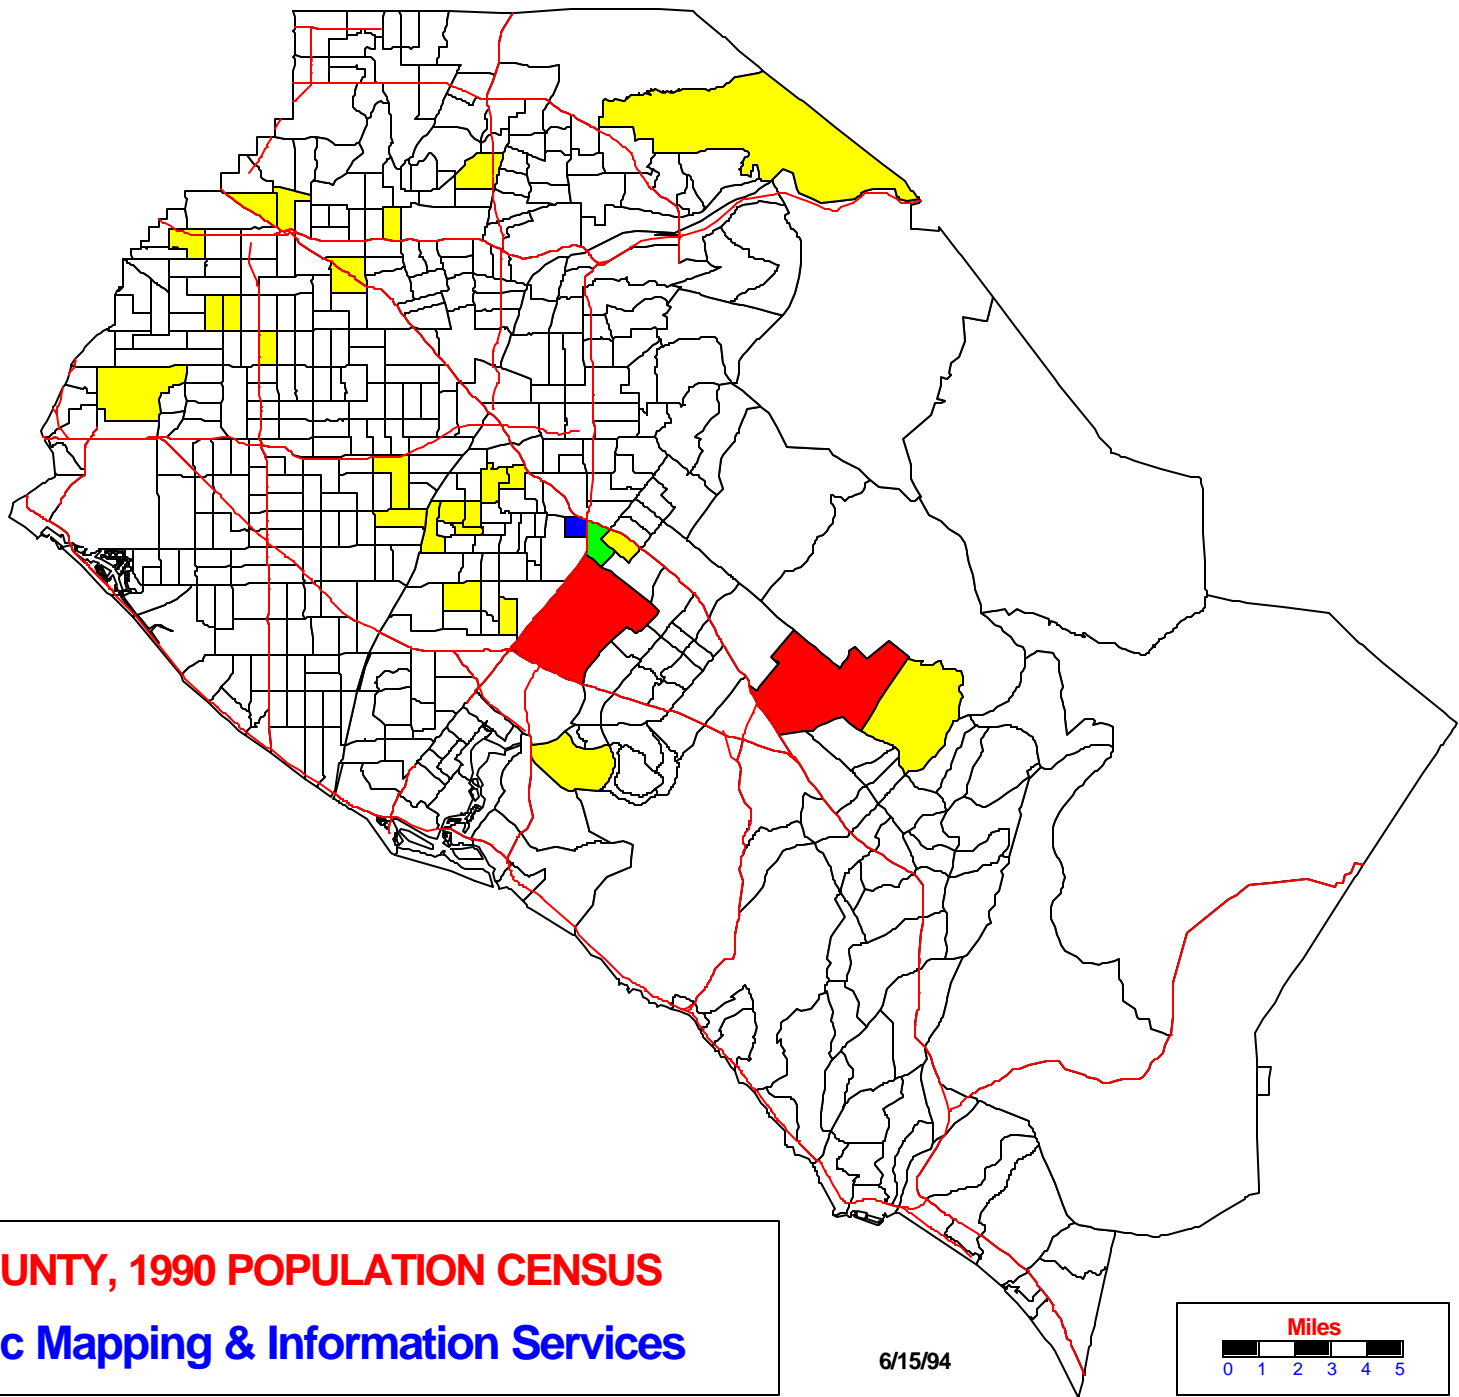 UNTY, 1990 POPULATION CENSUS
c Mapping & Information Services
6/15/94
Miles
0 1 2 3 4 5